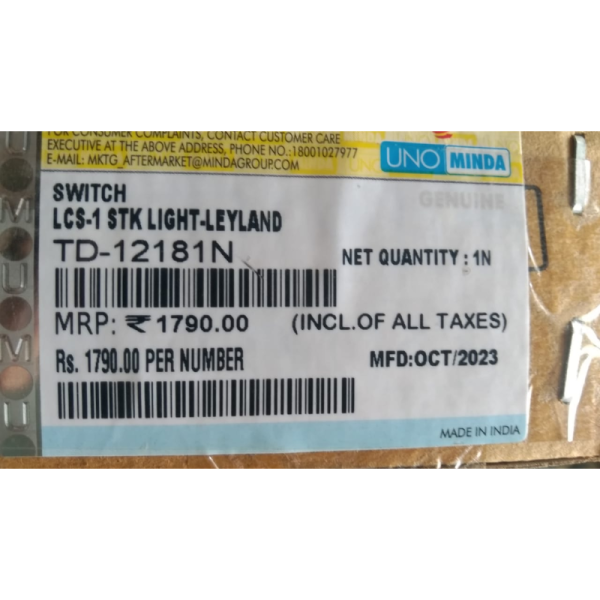 FOR CONSUMER COMPLAINTS, CONTACT CUSTOMER CARE
EXECUTIVE AT THE ABOVE ADDRESS, PHONE NO.:18001027977
E-MAIL: MKTG_AFTERMARKET@MINDAGROUP.COM
UNO MINDA
GENUINE
SWITCH
LCS-1 STK LIGHT-LEYLAND
TD-12181N
NET QUANTITY : 1N
MRP: ₹ 1790.00 (INCL.OF ALL TAXES)
Rs. 1790.00 PER NUMBER MFD:OCT/2023
MADE IN INDIA
M
U
M
U